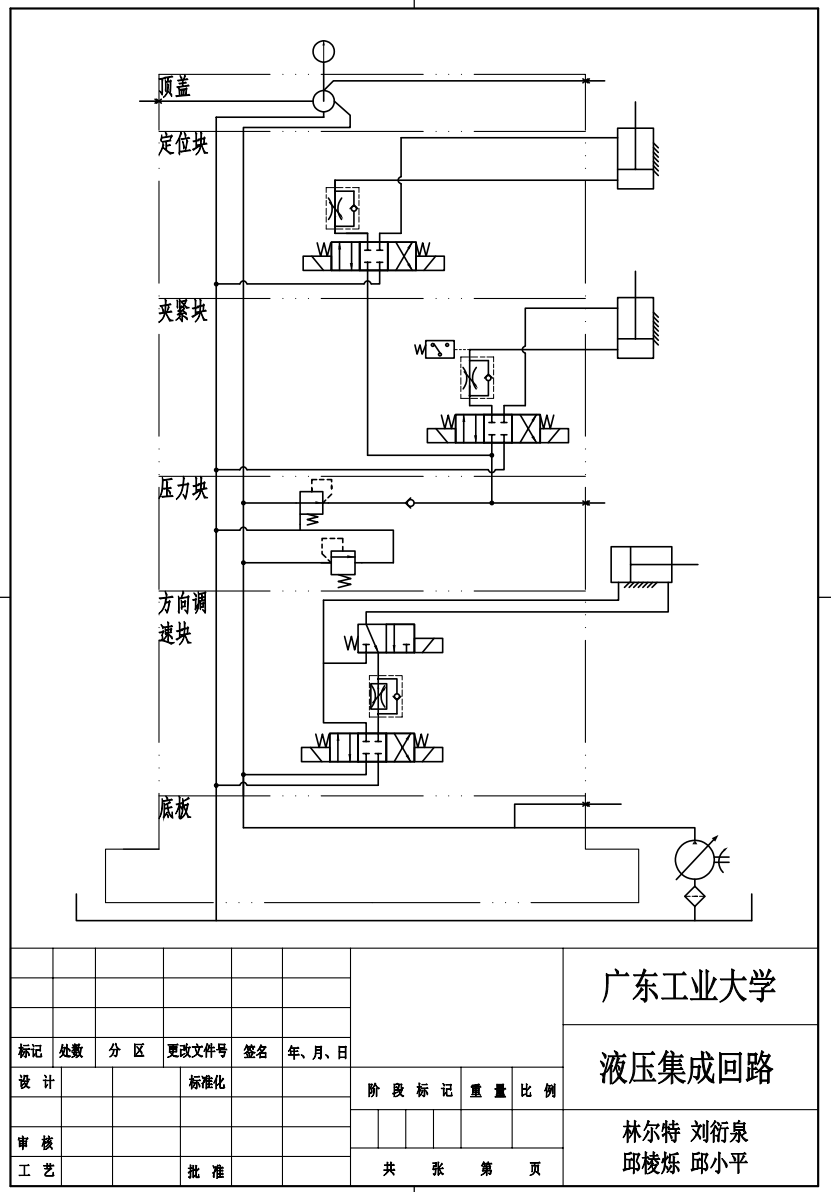 顶盖
定位块
夹紧块
压力块
方向调
速块
底板
广东工业大学
标记 处数 分 区 更改文件号 签名 年、月、日
液压集成回路
设 计 标准化
阶 段 标 记 重 量 比 例
林尔特 刘衍泉
审 核
邱棱烁 邱小平
工 艺 批 准
共 张 第 页